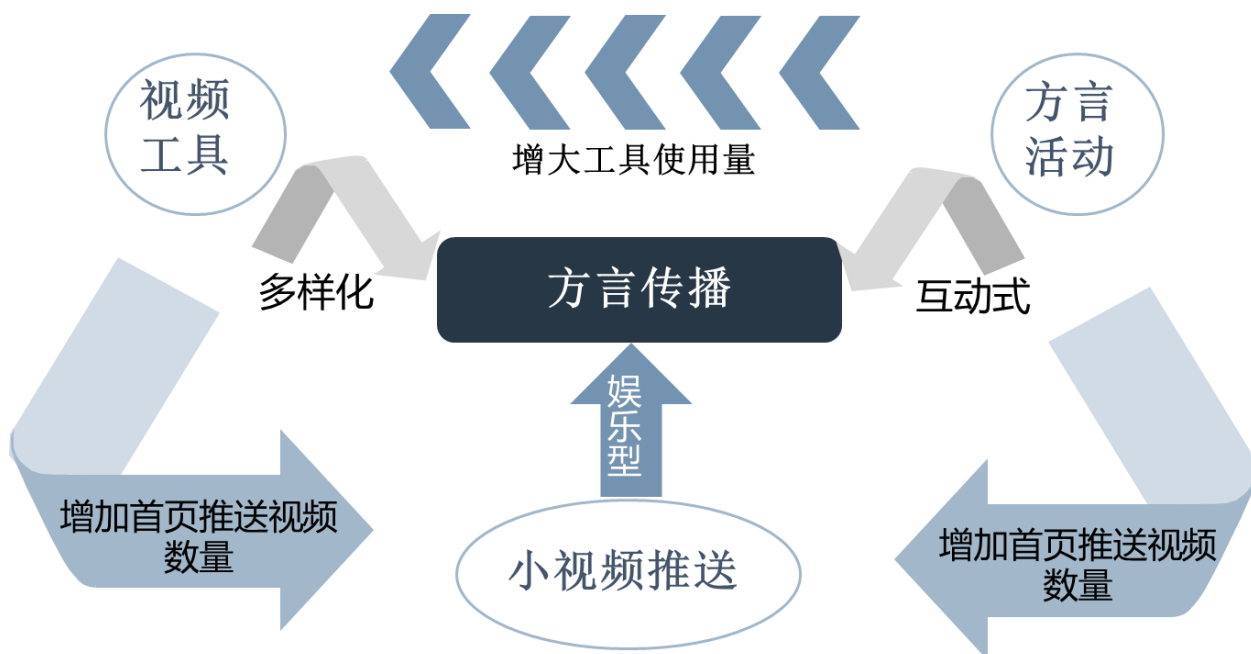 视频
工具
方言
活动
增大工具使用量
多样化
方言传播
互动式
娱乐型
增加首页推送视频
数量
小视频推送
增加首页推送视频
数量